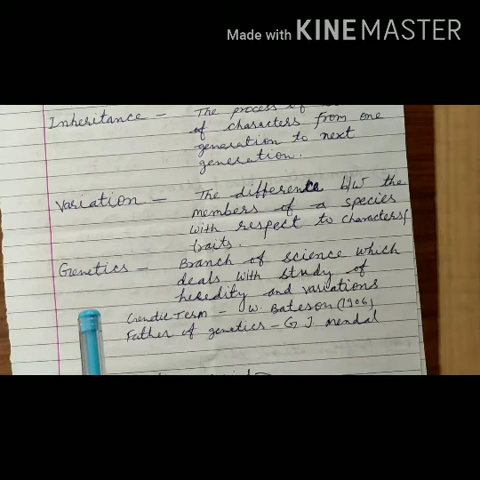 Made with KINEMASTER
Inheritance – The process of
of characters from one
generation to next
generation.
Variation – The difference b/w the
members of a species
with respect to characters/
traits.
Genetics – Branch of science which
deals with study of
heredity and variations
Term – W. Bateson (1906)
Father of genetics – G. J. mendal